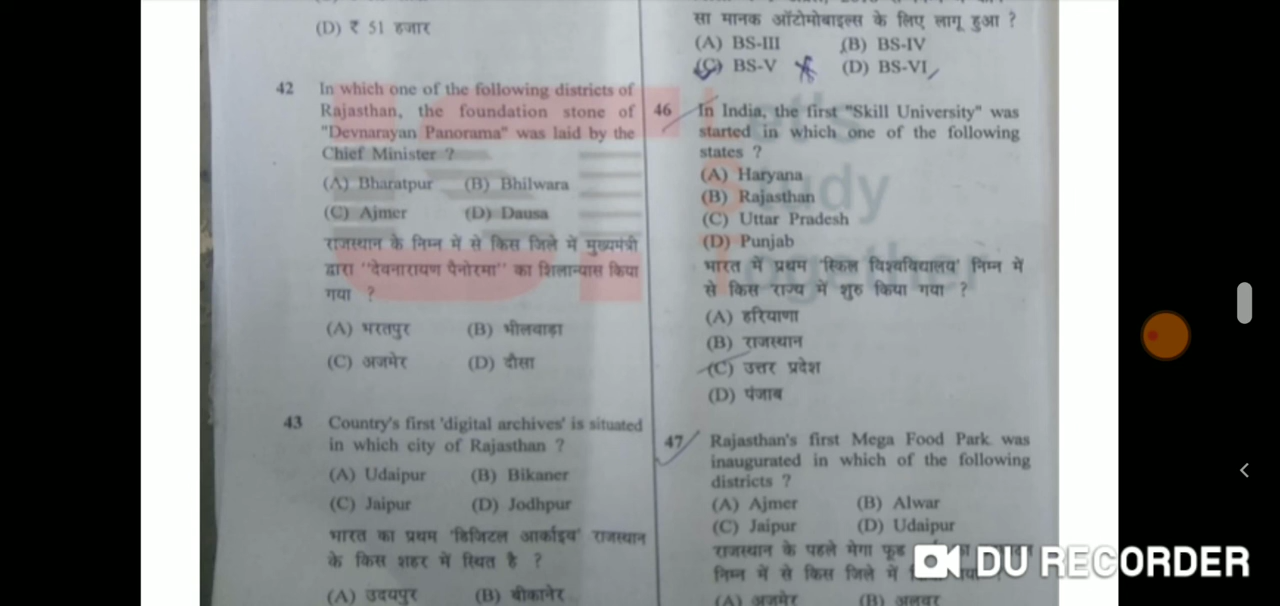 (D) ₹ 51 हजार
42 In which one of the following districts of
Rajasthan, the foundation stone of
"Devnarayan Panorama" was laid by the
Chief Minister ?
(A) Bharatpur (B) Bhilwara
(C) Ajmer (D) Dausa
राजस्थान के निम्न में से किस जिले में मुख्यमंत्री
द्वारा "देवनारायण पैनोरमा" का शिलान्यास किया
गया ?
(A) भरतपुर (B) भीलवाड़ा
(C) अजमेर (D) दौसा
43 Country's first 'digital archives' is situated
in which city of Rajasthan ?
(A) Udaipur (B) Bikaner
(C) Jaipur (D) Jodhpur
भारत का प्रथम 'डिजिटल आर्काइव' राजस्थान
के किस शहर में स्थित है ?
(A) उदयपुर (B) बीकानेर
सा मानक ऑटोमोबाइल्स के लिए लागू हुआ ?
(A) BS-III (B) BS-IV
(C) BS-V (D) BS-VI
46 In India, the first "Skill University" was
started in which one of the following
states ?
(A) Haryana
(B) Rajasthan
(C) Uttar Pradesh
(D) Punjab
भारत में प्रथम 'स्किल विश्वविद्यालय' निम्न में
से किस राज्य में शुरु किया गया ?
(A) हरियाणा
(B) राजस्थान
(C) उत्तर प्रदेश
(D) पंजाब
47 Rajasthan's first Mega Food Park was
inaugurated in which of the following
districts ?
(A) Ajmer (B) Alwar
(C) Jaipur (D) Udaipur
राजस्थान के पहले मेगा फूड
निम्न में से किस जिले में
(A) अजमेर (B) अलवर
Let's
Study
Together
DU RECORDER